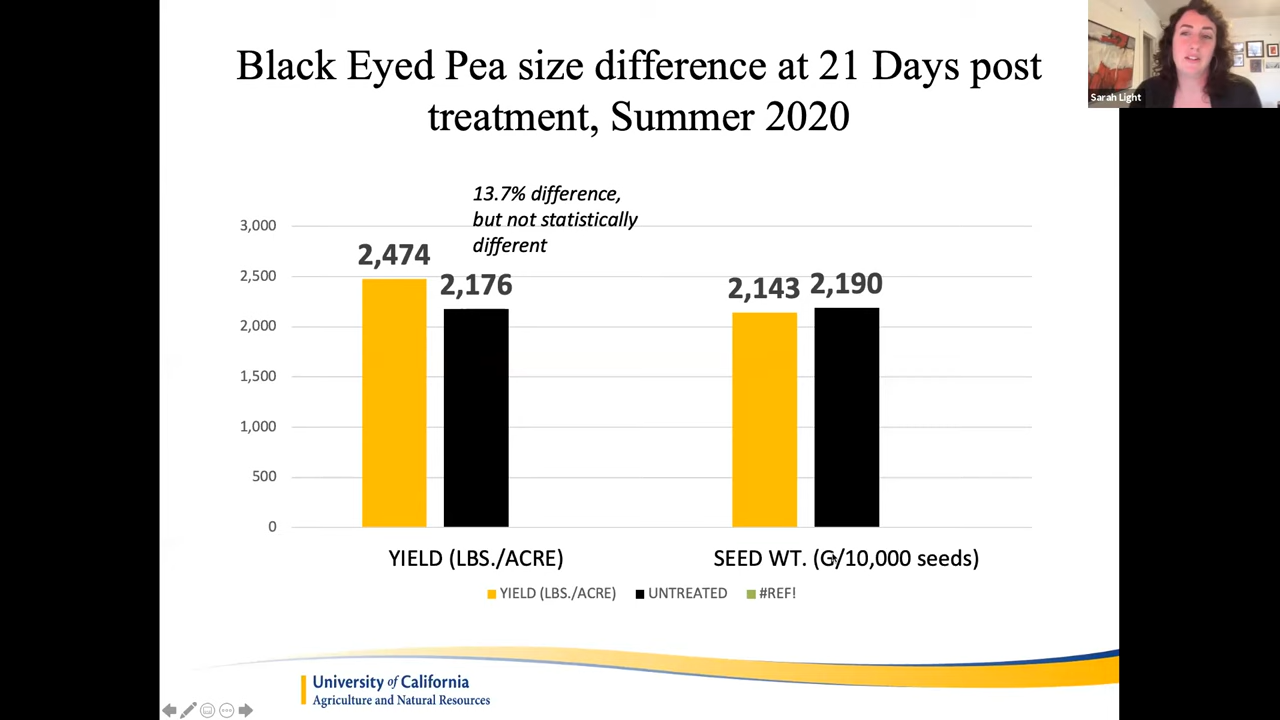 Black Eyed Pea size difference at 21 Days post
treatment, Summer 2020
Sarah Light
13.7% difference,
but not statistically
different
3,000
2,500
2,000
1,500
1,000
500
0
2,474
2,176
2,143
2,190
YIELD (LBS./ACRE)
SEED WT. (G/10,000 seeds)
YIELD (LBS./ACRE)
UNTREATED
#REF!
University of California
Agriculture and Natural Resources